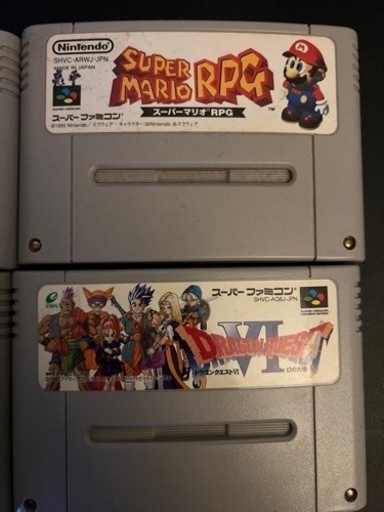 Nintendo
SHVC-ARWJ-JPN
MADE IN JAPAN
SUPER MARIO RPG
スーパーマリオRPG
TM
スーパーファミコン
スーパーファミコン
SHVC-AQ6J-JPN
DRAGON QUEST VI
ドラゴンクエストVI
幻の大地